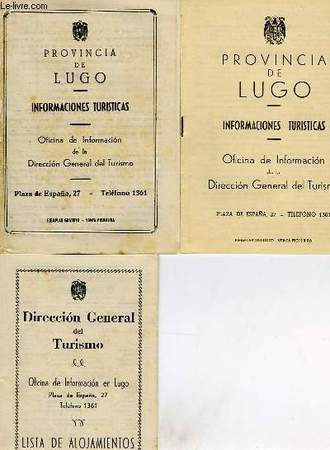 Le-livre.com
PROVINCIA
DE
LUGO
INFORMACIONES TURISTICAS
Oficina de Información
de la
Dirección General del Turismo
Plaza de España, 27 - Teléfono 1361
PROVINCIA
DE
LUGO
INFORMACIONES TURISTICAS
Oficina de Información
de la
Dirección General del Turism
PLAZA DE ESPAÑA, 27 - TELEFONO 1361
Dirección General
del
Turismo
Oficina de Información en Lugo
Plaza de España, 27
Teléfono 1361
LISTA DE ALOJAMIENTOS